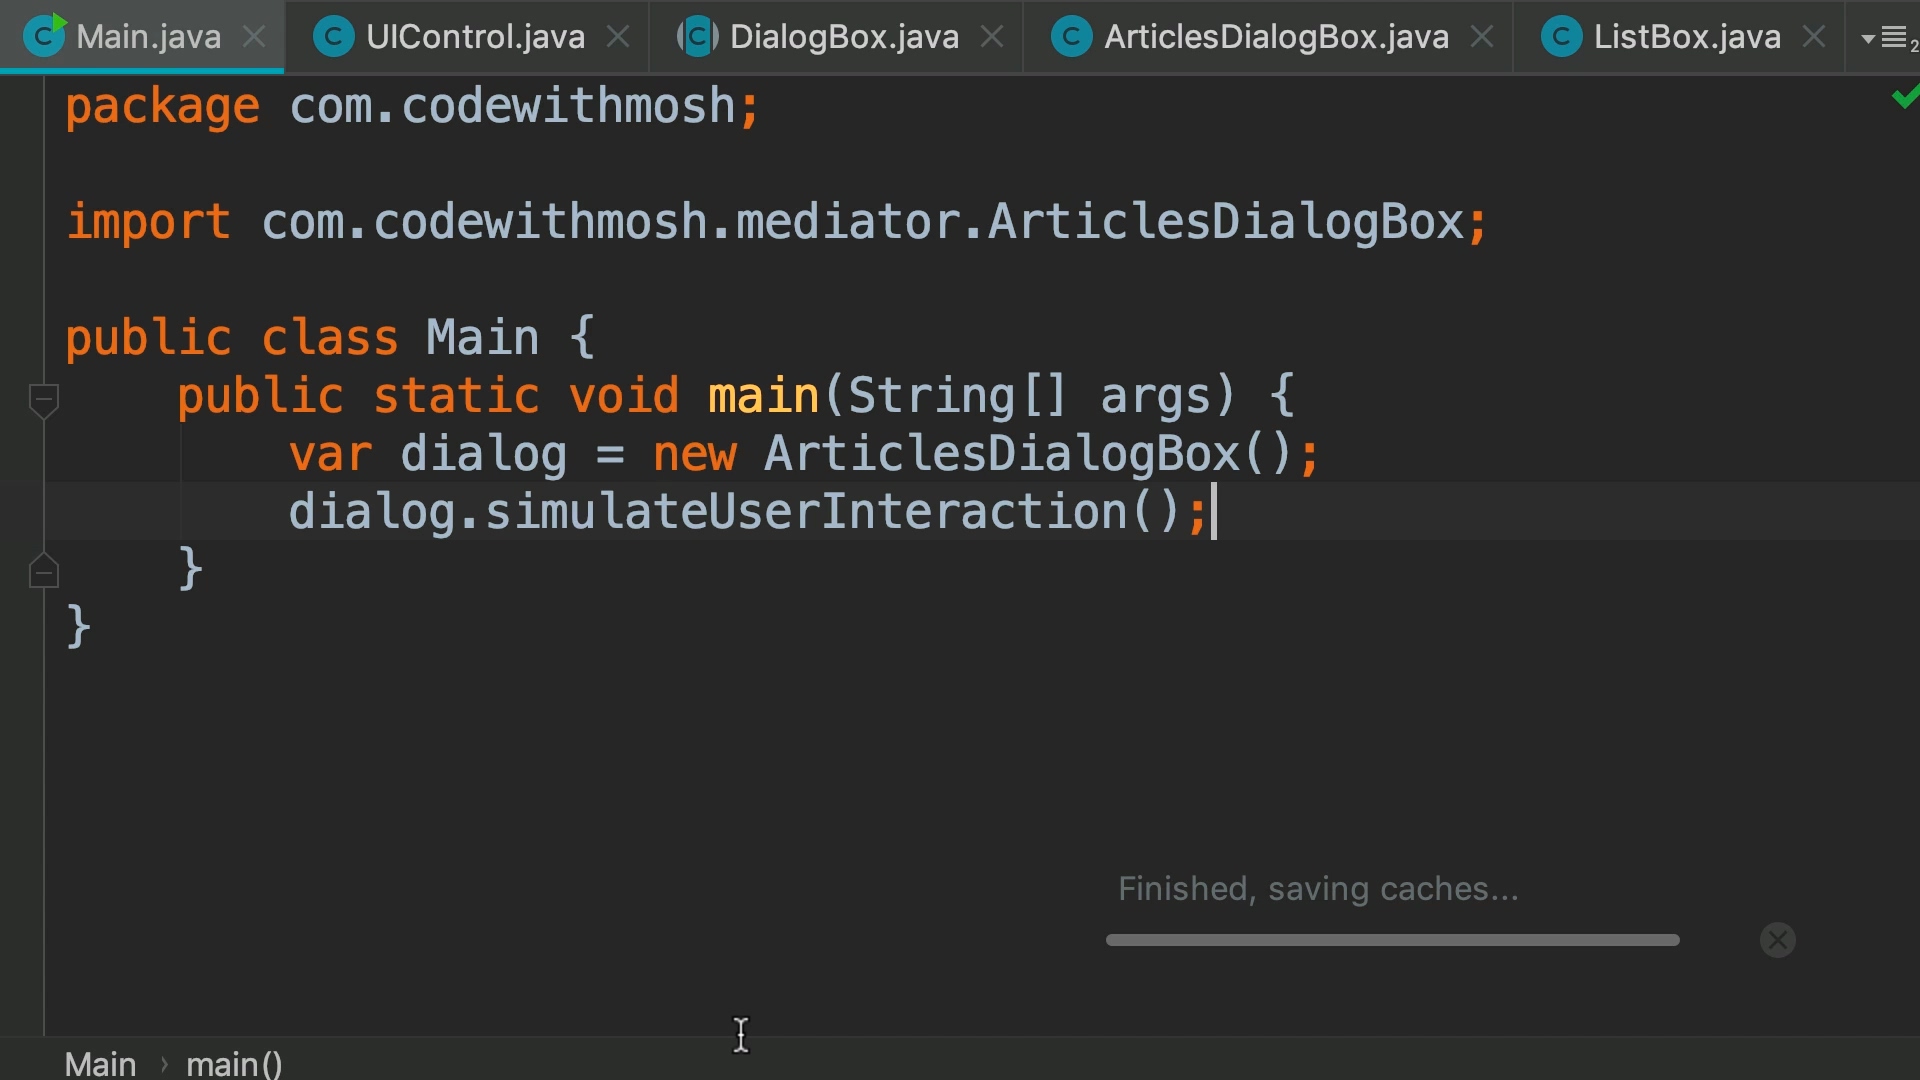 Main.java UIControl.java DialogBox.java ArticlesDialogBox.java ListBox.java 2
package com.codewithmosh;
import com.codewithmosh.mediator.ArticlesDialogBox;
public class Main {
    public static void main(String[] args) {
        var dialog = new ArticlesDialogBox();
        dialog.simulateUserInteraction();
    }
}
Finished, saving caches...
Main › main()